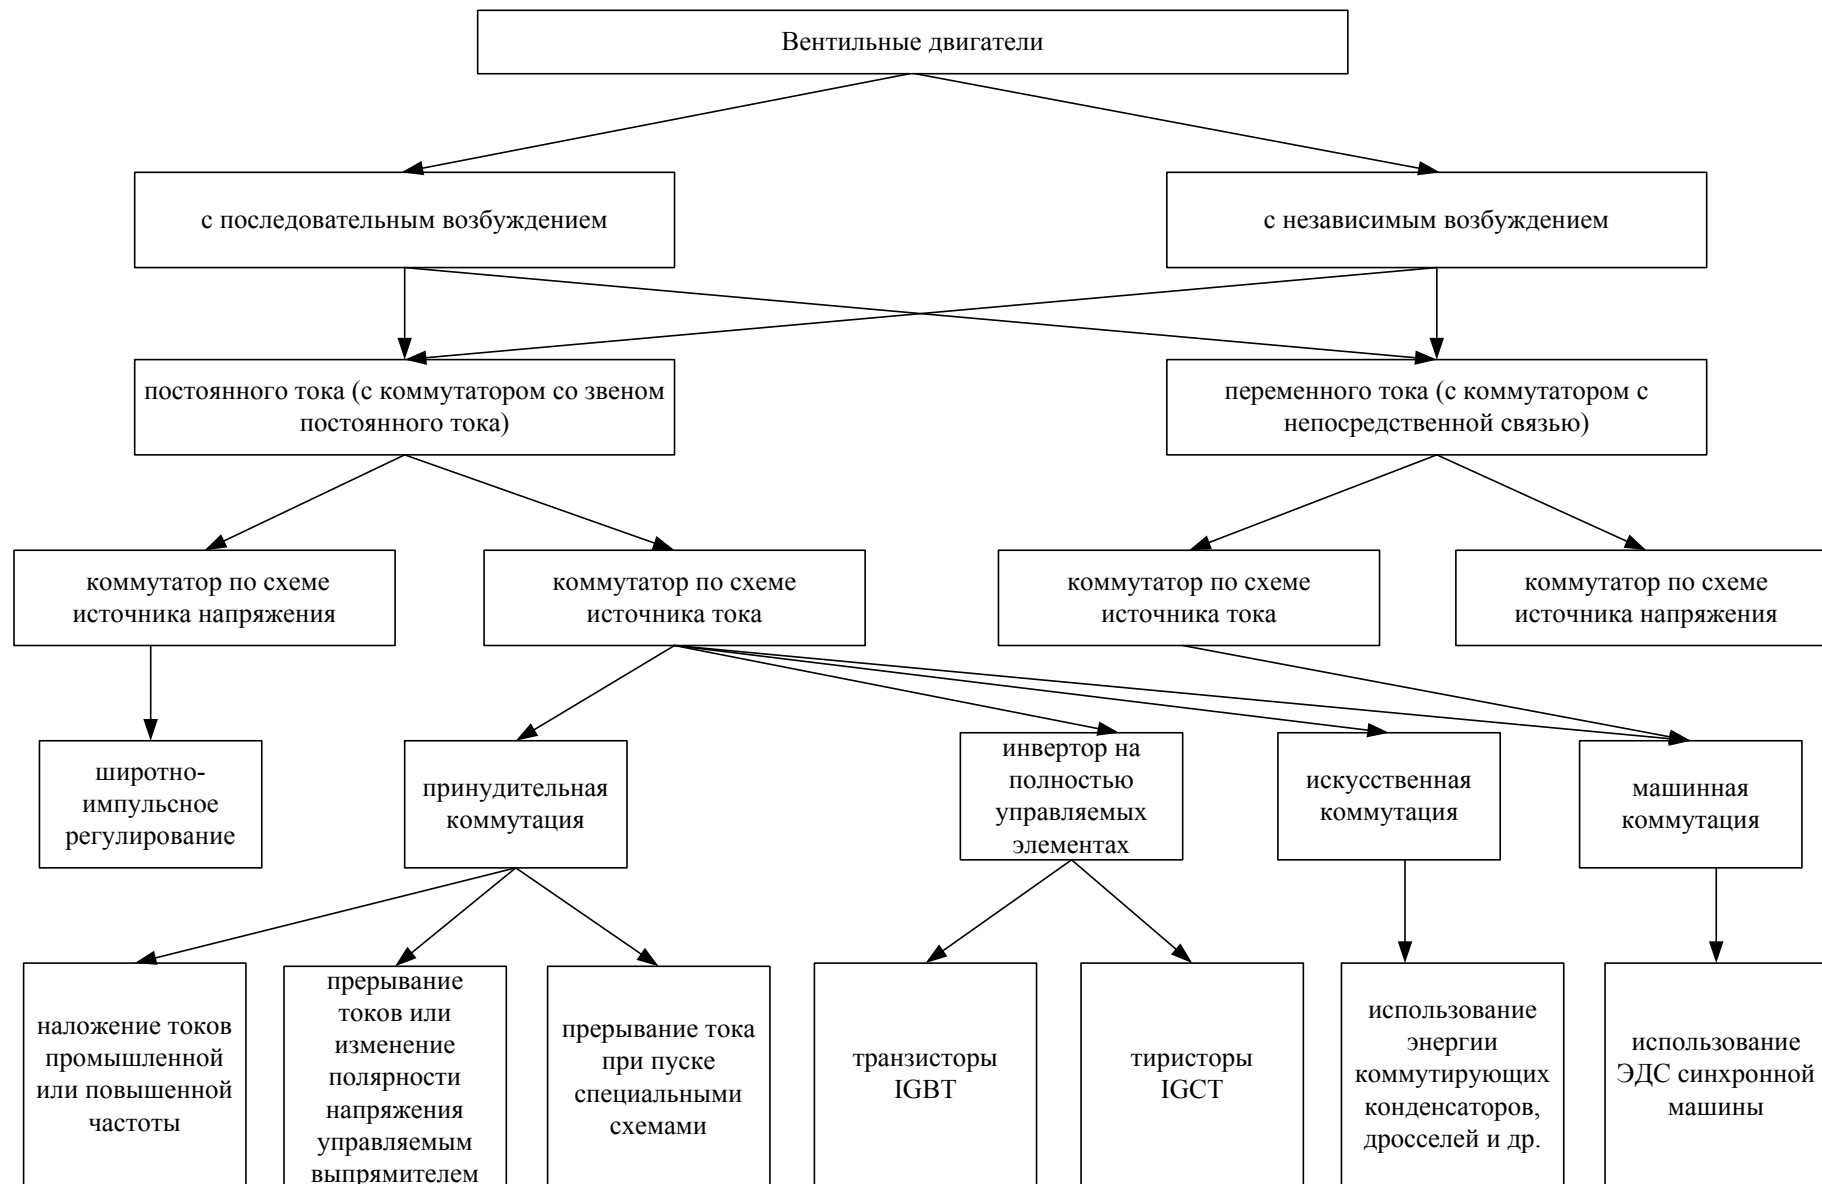 Вентильные двигатели
с последовательным возбуждением
с независимым возбуждением
постоянного тока (с коммутатором со звеном
постоянного тока)
переменного тока (с коммутатором с
непосредственной связью)
коммутатор по схеме
источника напряжения
коммутатор по схеме
источника тока
коммутатор по схеме
источника тока
коммутатор по схеме
источника напряжения
широтно-
импульсное
регулирование
принудительная
коммутация
инвертор на
полностью
управляемых
элементах
искусственная
коммутация
машинная
коммутация
наложение токов
промышленной
или повышенной
частоты
прерывание
токов или
изменение
полярности
напряжения
управляемым
выпрямителем
прерывание тока
при пуске
специальными
схемами
транзисторы
IGBT
тиристоры
IGCT
использование
энергии
коммутирующих
конденсаторов,
дросселей и др.
использование
ЭДС синхронной
машины